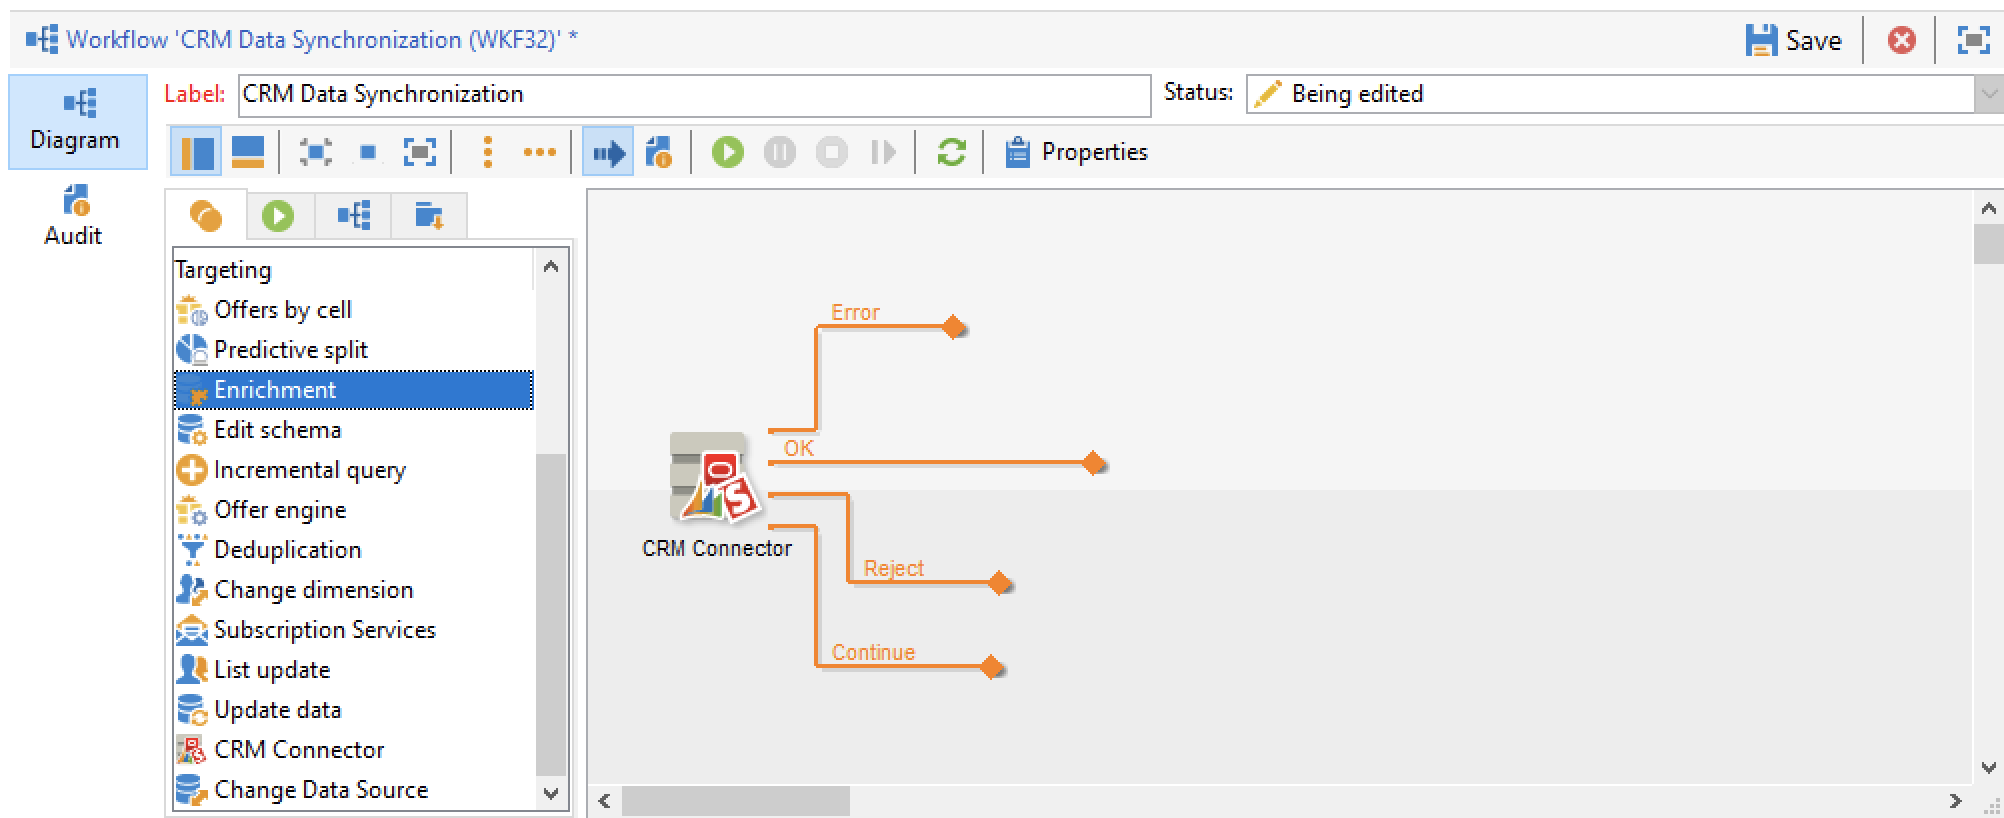 Workflow 'CRM Data Synchronization (WKF32)' *
Save
Diagram
Audit
Label: CRM Data Synchronization
Status: Being edited
Properties
Targeting
Offers by cell
Predictive split
Enrichment
Edit schema
Incremental query
Offer engine
Deduplication
Change dimension
Subscription Services
List update
Update data
CRM Connector
Change Data Source
Error
OK
CRM Connector
Reject
Continue